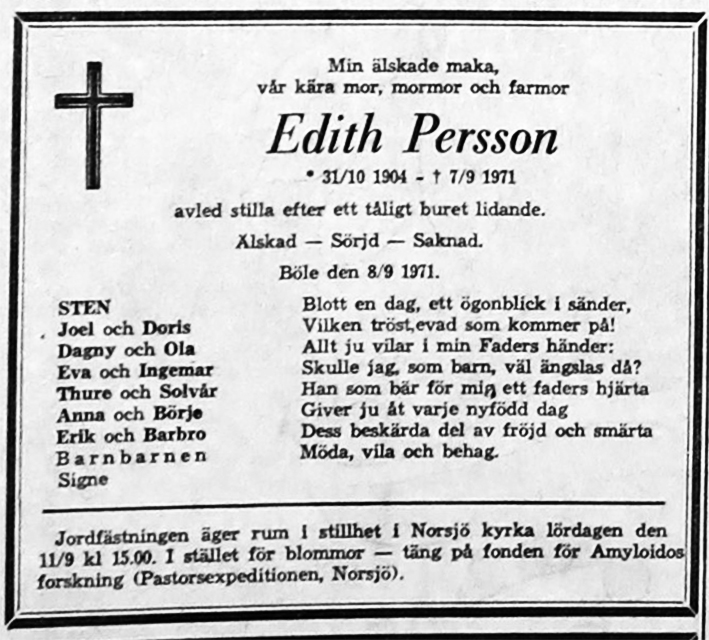 Min älskade maka,
vår kära mor, mormor och farmor
Edith Persson
* 31/10 1904 - † 7/9 1971
avled stilla efter ett tåligt buret lidande.
Älskad — Sörjd — Saknad.
Böle den 8/9 1971.
STEN
Joel och Doris
Dagny och Ola
Eva och Ingemar
Thure och Solvår
Anna och Börje
Erik och Barbro
Barnbarnen
Signe
Blott en dag, ett ögonblick i sänder,
Vilken tröst,evad som kommer på!
Allt ju vilar i min Faders händer:
Skulle jag, som barn, väl ängslas då?
Han som bär för mig ett faders hjärta
Giver ju åt varje nyfödd dag
Dess beskärda del av fröjd och smärta
Möda, vila och behag.
Jordfästningen äger rum i stillhet i Norsjö kyrka lördagen den
11/9 kl 15.00. I stället för blommor — täng på fonden för Amyloidos
forskning (Pastorsexpeditionen, Norsjö).